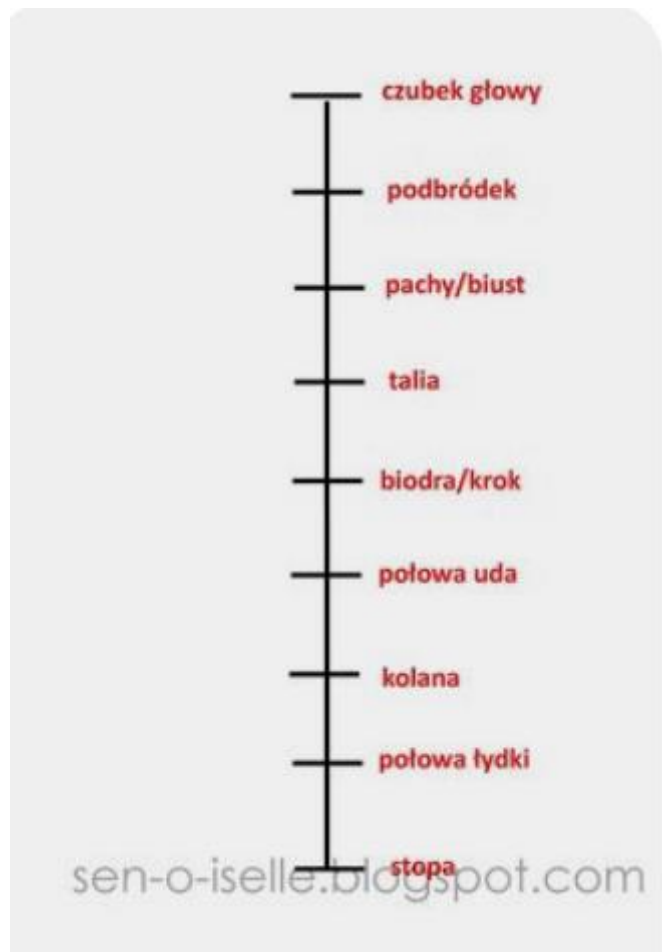 czubek głowy
podbródek
pachy/biust
talia
biodra/krok
połowa uda
kolana
połowa łydki
stopa
sen-o-iselle.blogspot.com